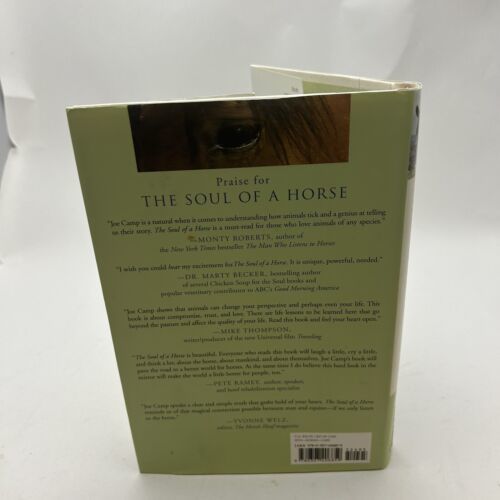 Praise for
THE SOUL OF A HORSE
"Joe Camp is a natural when it comes to understanding how animals tick and a genius at telling
us their story. The Soul of a Horse is a must-read for those who love animals of any species."
—MONTY ROBERTS, author of
the New York Times bestseller The Man Who Listens to Horses
"I wish you could hear my excitement for The Soul of a Horse. It is unique, powerful, needed."
—DR. MARTY BECKER, bestselling author
of several Chicken Soup for the Soul books and
popular veterinary contributor to ABC's Good Morning America
"Joe Camp shows that animals can change your perspective and perhaps even your life. This
book is about compromise, trust, and love. There are life lessons to be learned here that go
beyond the pasture and affect the quality of your life. Read this book and feel your heart open."
—MIKE THOMPSON,
writer/producer of the new Universal film Traveling
"The Soul of a Horse is beautiful. Everyone who reads this book will laugh a little, cry a little,
and think a lot, about the horse, about mankind, and about themselves. Joe Camp's book will
pave the road to a better world for horses. At the same time I do believe this hard look in the
mirror will make the world a little better for people, too."
—PETE RAMEY, author, speaker,
and hoof rehabilitation specialist
"Joe Camp speaks a clear and simple truth that grabs hold of your heart. The Soul of a Horse
reminds us of that magical connection possible between man and equine—if we only listen
to the horse."
—YVONNE WELZ,
editor, The Horse's Hoof magazine